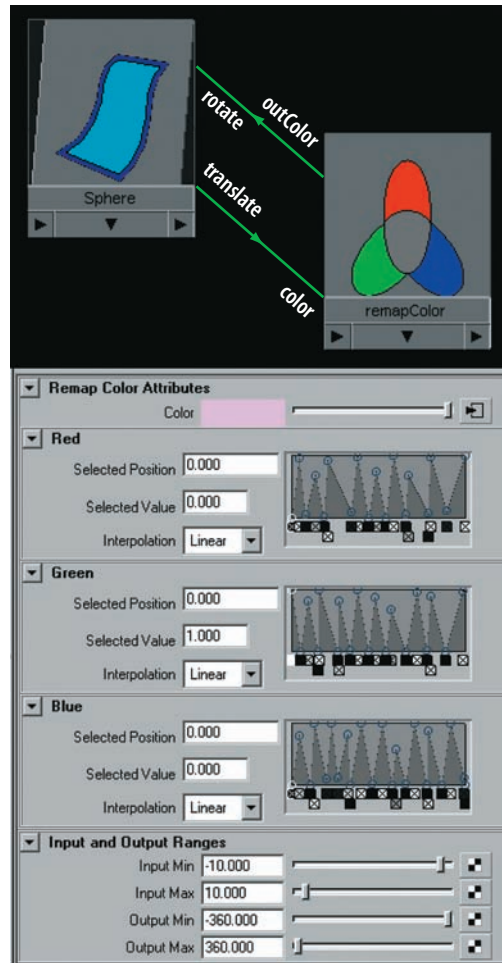 rotate
outColor
translate
color
Sphere
remapColor
Remap Color Attributes
Color
Red
Selected Position 0.000
Selected Value 0.000
Interpolation Linear
Green
Selected Position 0.000
Selected Value 1.000
Interpolation Linear
Blue
Selected Position 0.000
Selected Value 0.000
Interpolation Linear
Input and Output Ranges
Input Min -10.000
Input Max 10.000
Output Min -360.000
Output Max 360.000